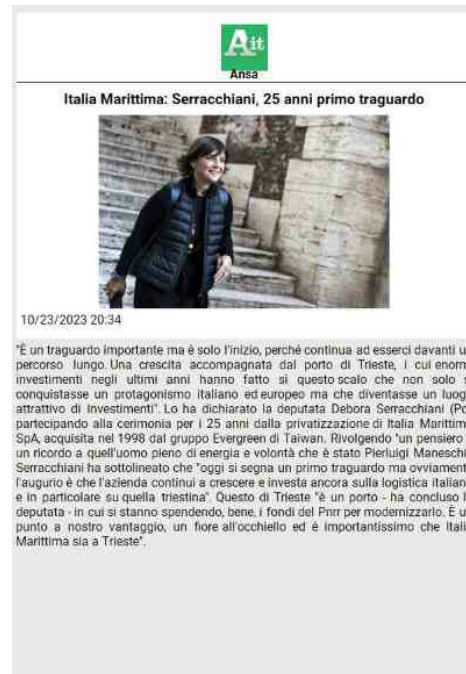 Ait
Ansa
Italia Marittima: Serracchiani, 25 anni primo traguardo
10/23/2023 20:34
"È un traguardo importante ma è solo l'inizio, perché continua ad esserci davanti u
percorso lungo. Una crescita accompagnata dal porto di Trieste, i cui enorm
investimenti negli ultimi anni hanno fatto sì questo scalo che non solo s
conquistasse un protagonismo italiano ed europeo ma che diventasse un luog
attrattivo di investimenti". Lo ha dichiarato la deputata Debora Serracchiani (Pd
partecipando alla cerimonia per i 25 anni dalla privatizzazione di Italia Marittim
SpA, acquisita nel 1998 dal gruppo Evergreen di Taiwan. Rivolgendo "un pensiero
un ricordo a quell'uomo pieno di energia e volontà che è stato Pierluigi Maneschi
Serracchiani ha sottolineato che "oggi si segna un primo traguardo ma ovviament
l'augurio è che l'azienda continui a crescere e investa ancora sulla logistica italian
e in particolare su quella triestina". Questo di Trieste "è un porto - ha concluso l
deputata - in cui si stanno spendendo, bene, i fondi del Pnrr per modernizzarlo. È u
punto a nostro vantaggio, un fiore all'occhiello ed è importantissimo che Itali
Marittima sia a Trieste".